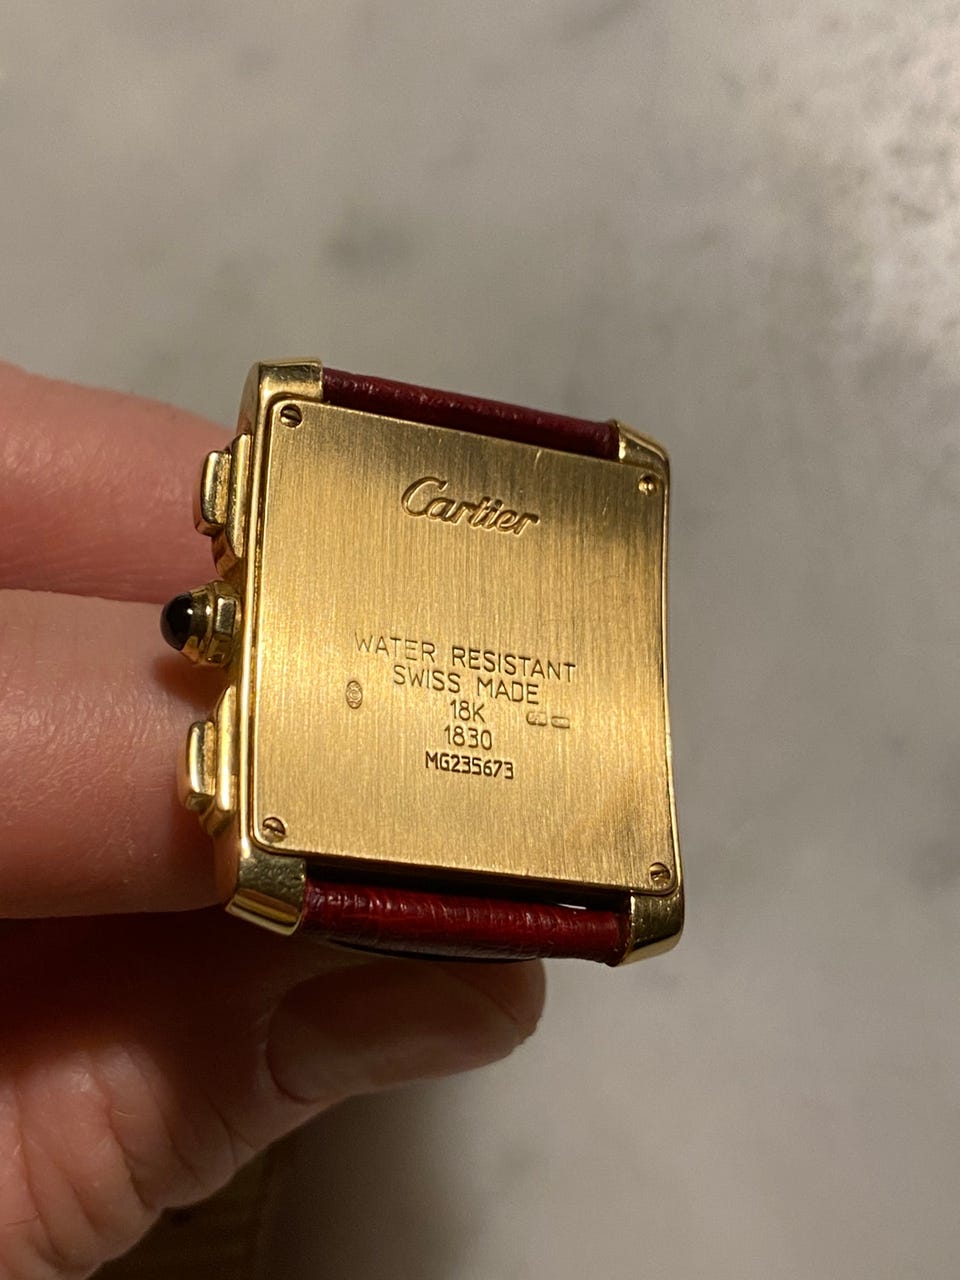 Cartier
WATER RESISTANT
SWISS MADE
18K
1830
MG235673